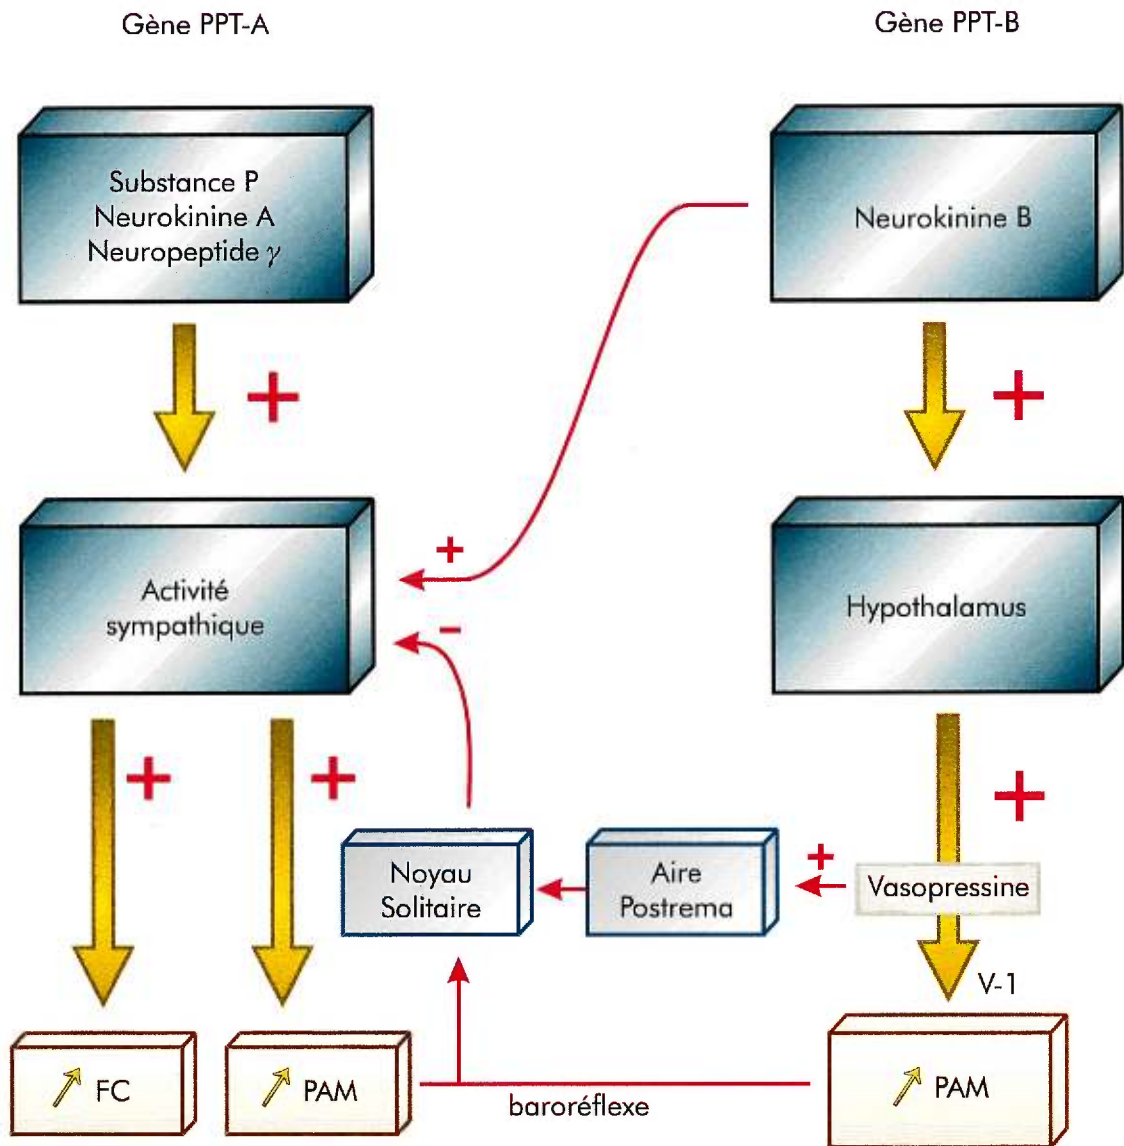 Gène PPT-A
Gène PPT-B
Substance P
Neurokinine A
Neuropeptide γ
Neurokinine B
+
+
Activité
sympathique
+
-
Hypothalamus
+
+
+
Noyau
Solitaire
Aire
Postrema
+
Vasopressine
V-1
↗ FC
↗ PAM
baroréflexe
↗ PAM